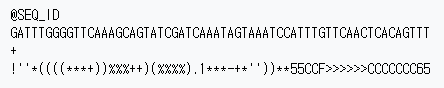 @SEQ_ID
GATTTGGGGTTCAAAGCAGTATCGATCAAATAGTAAATCCATTTGTTCAACTCACAGTTT
+
!''*((((***+))%%%++)(%%%%).1***-+*''))**55CCF>>>>>>CCCCCCC65